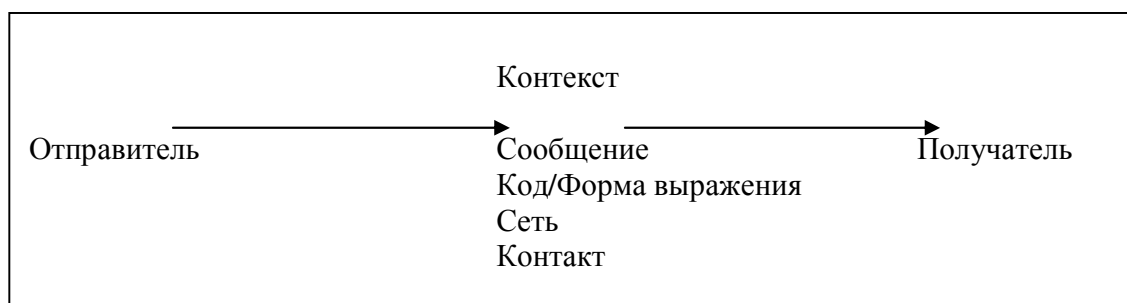 Контекст
Отправитель Сообщение Получатель
Код/Форма выражения
Сеть
Контакт